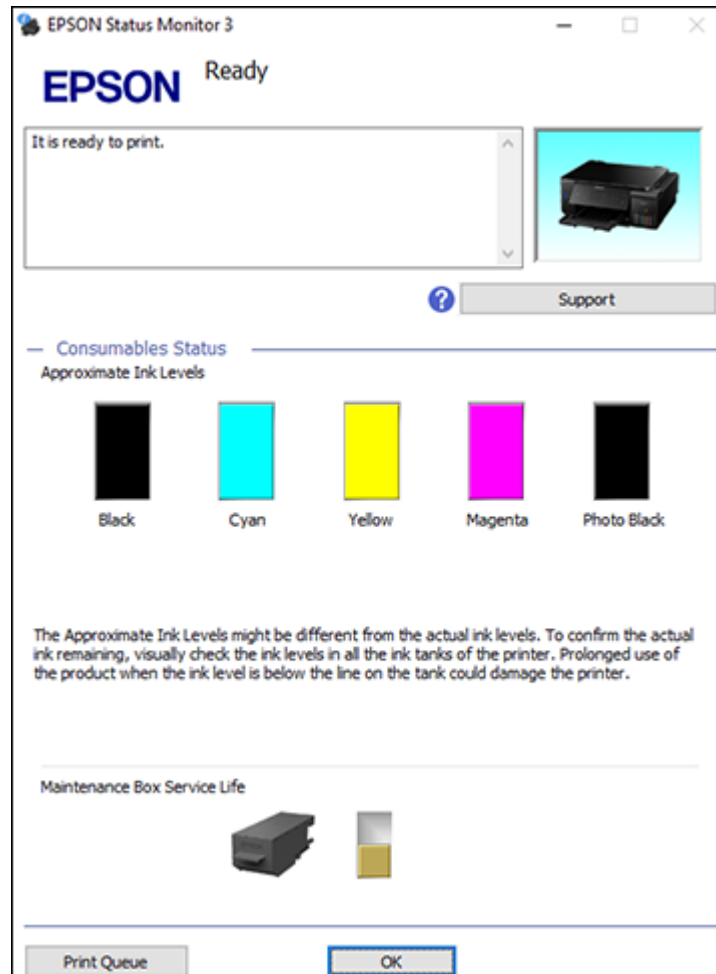 EPSON Status Monitor 3
EPSON
Ready
It is ready to print.
Support
Consumables Status
Approximate Ink Levels
Black Cyan Yellow Magenta Photo Black
The Approximate Ink Levels might be different from the actual ink levels. To confirm the actual
ink remaining, visually check the ink levels in all the ink tanks of the printer. Prolonged use of
the product when the ink level is below the line on the tank could damage the printer.
Maintenance Box Service Life
Print Queue OK